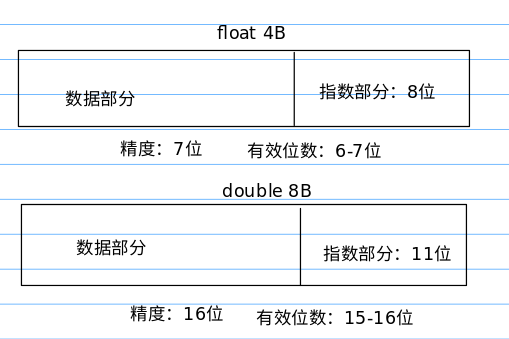 float 4B
数据部分
指数部分：8位
精度：7位
有效位数：6-7位
double 8B
数据部分
指数部分：11位
精度：16位
有效位数：15-16位